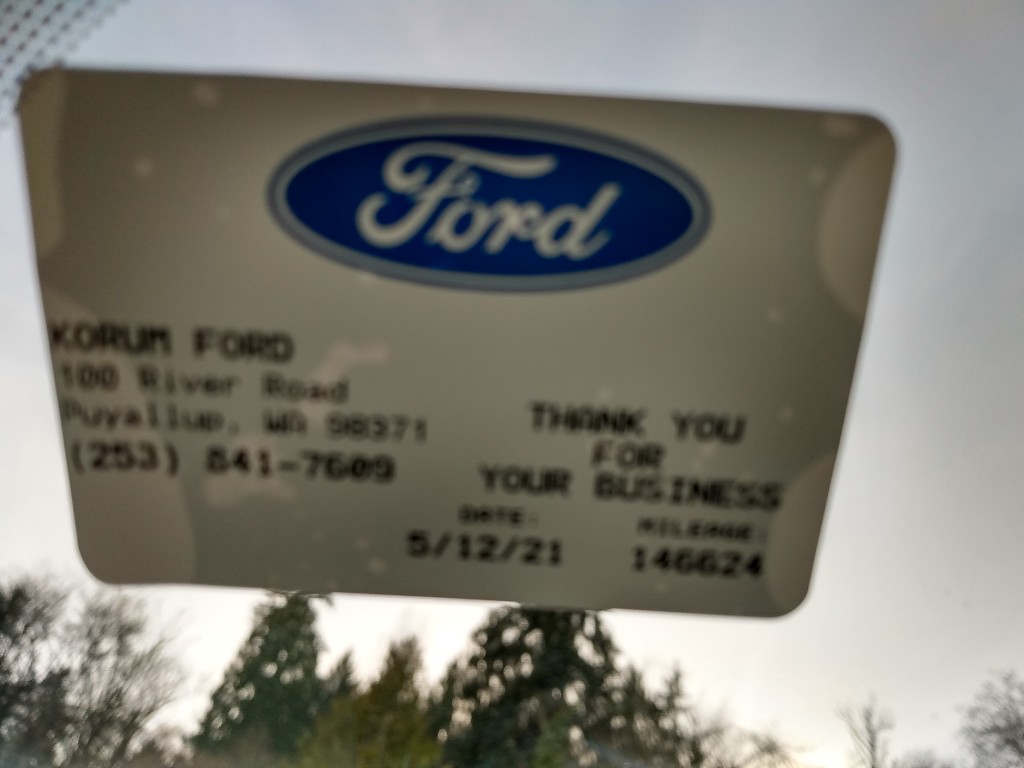 Ford
KORUM FORD
100 River Road
Puyallup, WA 98371
(253) 841-7609
THANK YOU
FOR
YOUR BUSINESS
DATE: MILEAGE:
5/12/21 146624